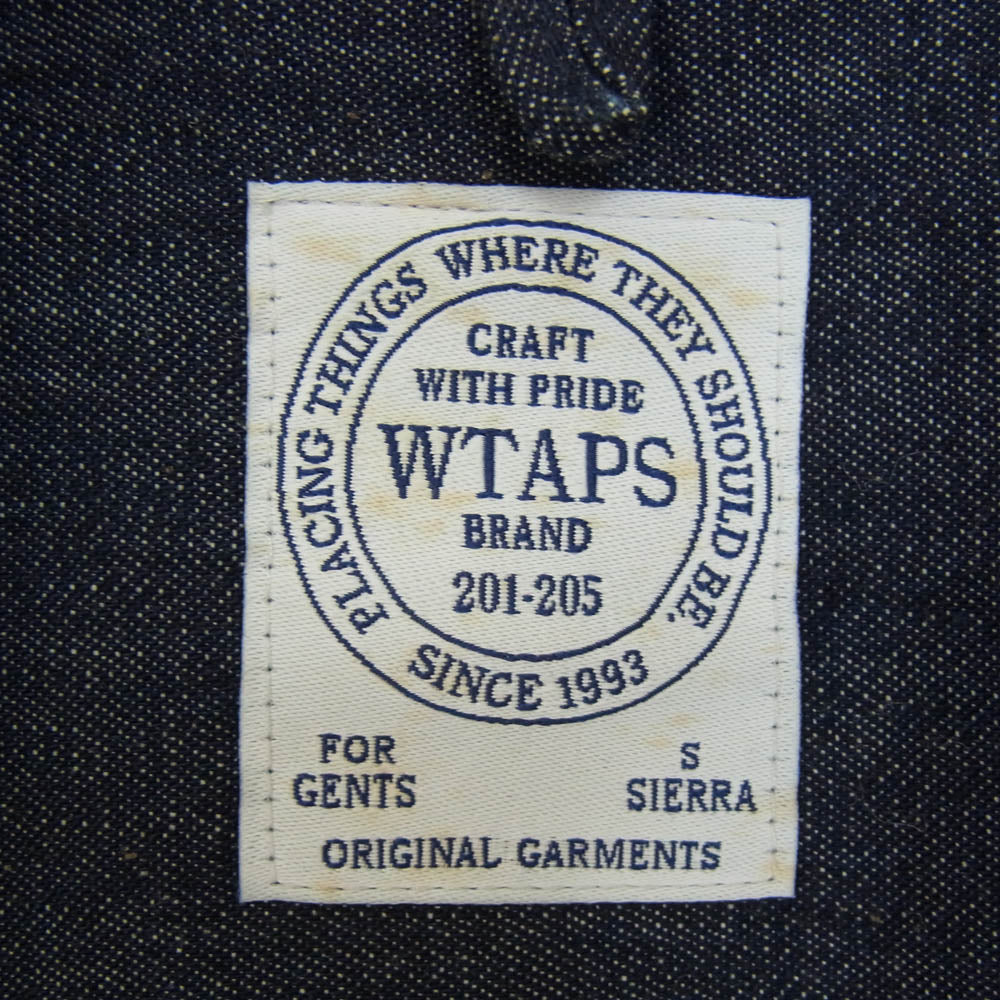 PLACING THINGS WHERE THEY SHOULD BE.
CRAFT
WITH PRIDE
WTAPS
BRAND
201-205
SINCE 1993
FOR
GENTS
S
SIERRA
ORIGINAL GARMENTS